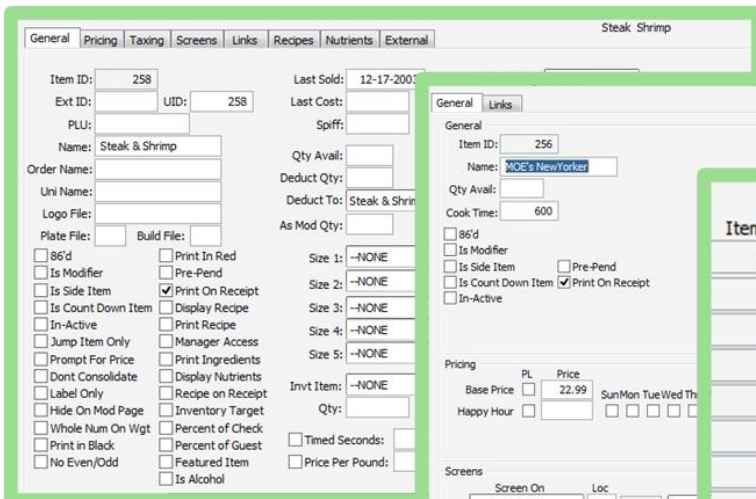 Steak Shrimp
General Pricing Taxing Screens Links Recipes Nutrients External
Item ID: 258
Ext ID: UID: 258
PLU:
Name: Steak & Shrimp
Order Name:
Uni Name:
Logo File:
Plate File: Build File:
86'd Print In Red
Is Modifier Pre-Pend
Is Side Item Print On Receipt
Is Count Down Item Display Recipe
In-Active Print Recipe
Jump Item Only Manager Access
Prompt For Price Print Ingredients
Dont Consolidate Display Nutrients
Label Only Recipe on Receipt
Hide On Mod Page Inventory Target
Whole Num On Wgt Percent of Check
Print in Black Percent of Guest
No Even/Odd Featured Item
Is Alcohol
Last Sold: 12-17-2003
Last Cost:
Spiff:
Qty Avail:
Deduct Qty:
Deduct To: Steak & Shrim
As Mod Qty:
Size 1: --NONE
Size 2: --NONE
Size 3: --NONE
Size 4: --NONE
Size 5: --NONE
Invt Item: --NONE
Qty:
Timed Seconds:
Price Per Pound:
General Links
General
Item ID: 256
Name: MOE's NewYorker
Qty Avail:
Cook Time: 600
86'd
Is Modifier
Is Side Item Pre-Pend
Is Count Down Item Print On Receipt
In-Active
Pricing
PL Price
Base Price 22.99 Sun Mon Tue Wed Th
Happy Hour
Screens
Screen On Loc
Item